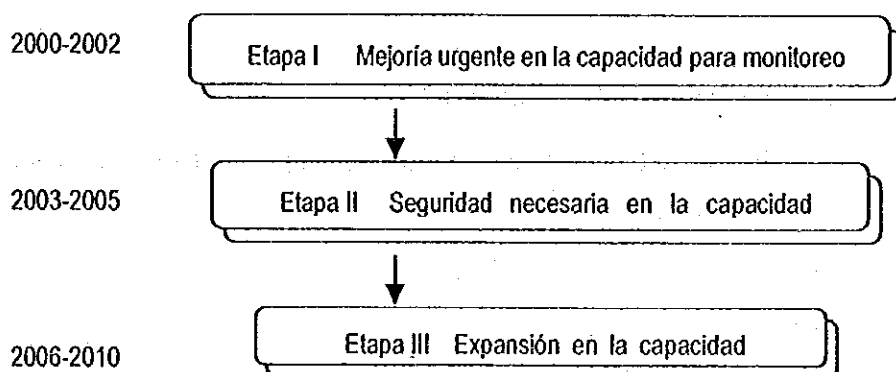 2000-2002 Etapa I Mejoría urgente en la capacidad para monitoreo
2003-2005 Etapa II Seguridad necesaria en la capacidad
2006-2010 Etapa III Expansión en la capacidad